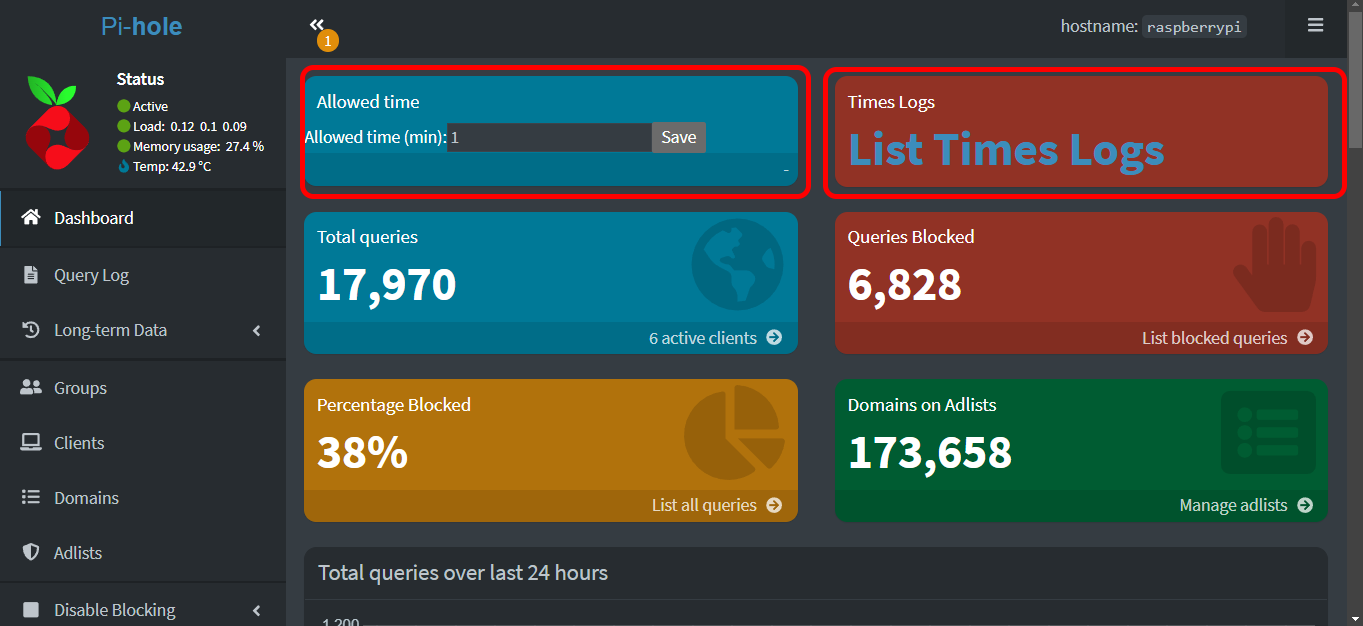 Pi-hole
1
hostname: raspberrypi
Status
Active
Load: 0.12 0.1 0.09
Memory usage: 27.4 %
Temp: 42.9 °C
Dashboard
Query Log
Long-term Data
Groups
Clients
Domains
Adlists
Disable Blocking
Allowed time
Allowed time (min): 1 Save
-
Times Logs
List Times Logs
Total queries
17,970
6 active clients
Queries Blocked
6,828
List blocked queries
Percentage Blocked
38%
List all queries
Domains on Adlists
173,658
Manage adlists
Total queries over last 24 hours
1,200